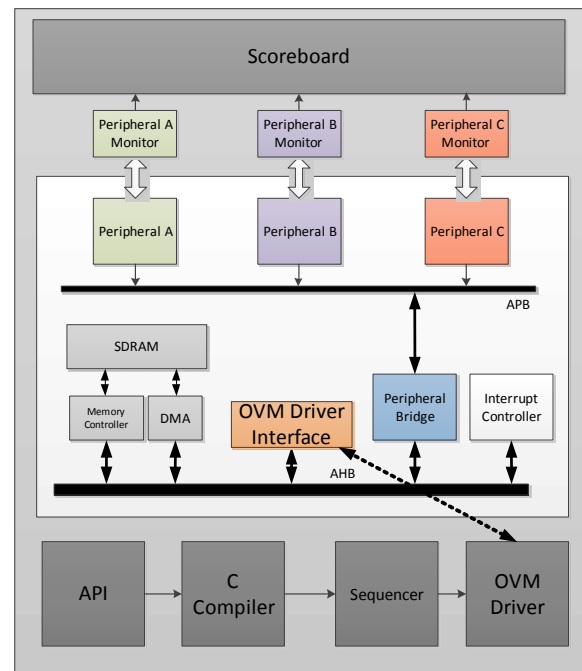 Scoreboard
Peripheral A
Monitor
Peripheral B
Monitor
Peripheral C
Monitor
Peripheral A
Peripheral B
Peripheral C
APB
SDRAM
Memory
Controller
DMA
OVM Driver
Interface
Peripheral
Bridge
Interrupt
Controller
AHB
API
C
Compiler
Sequencer
OVM
Driver